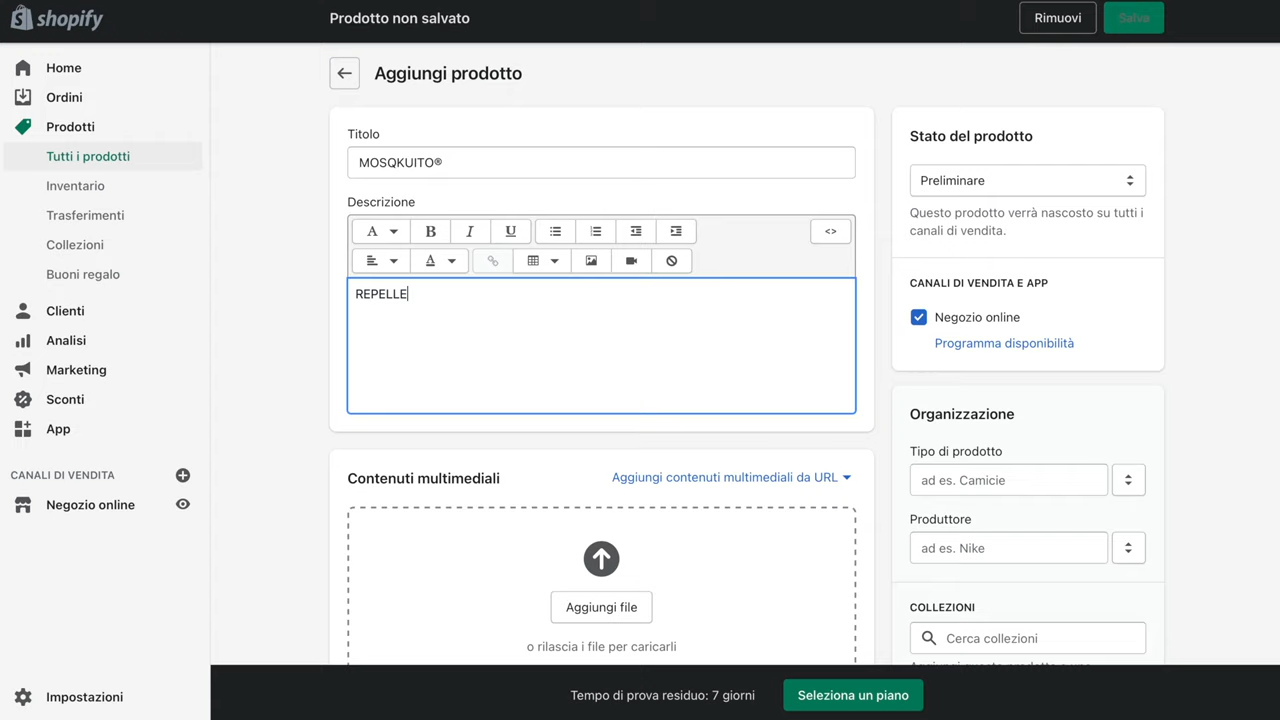 shopify
Prodotto non salvato
Rimuovi
Salva
Home
Ordini
Prodotti
Tutti i prodotti
Inventario
Trasferimenti
Collezioni
Buoni regalo
Clienti
Analisi
Marketing
Sconti
App
CANALI DI VENDITA
Negozio online
Impostazioni
Aggiungi prodotto
Titolo
MOSQKUITO®
Descrizione
A
B
I
U
<>
A
REPELLE
Contenuti multimediali
Aggiungi contenuti multimediali da URL
Aggiungi file
o rilascia i file per caricarli
Stato del prodotto
Preliminare
Questo prodotto verrà nascosto su tutti i
canali di vendita.
CANALI DI VENDITA E APP
Negozio online
Programma disponibilità
Organizzazione
Tipo di prodotto
ad es. Camicie
Produttore
ad es. Nike
COLLEZIONI
Cerca collezioni
Tempo di prova residuo: 7 giorni
Seleziona un piano